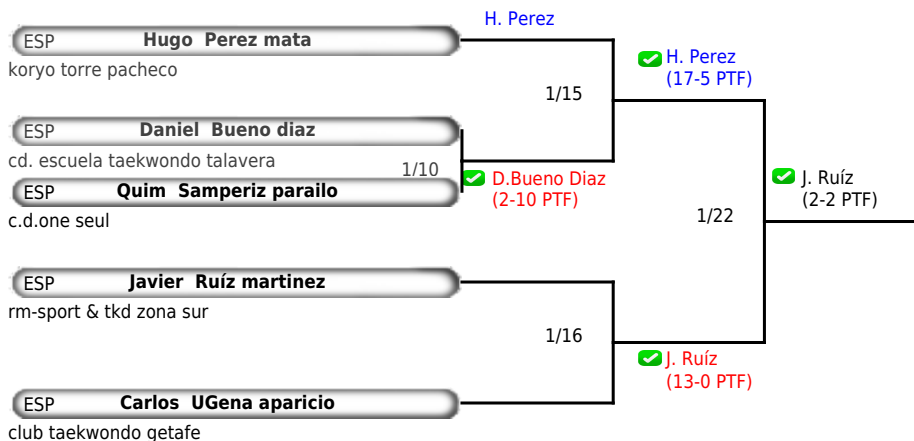 H. Perez
ESP Hugo Perez mata
koryo torre pacheco
H. Perez
(17-5 PTF)
1/15
ESP Daniel Bueno diaz
cd. escuela taekwondo talavera
1/10
D.Bueno Diaz
(2-10 PTF)
ESP Quim Samperiz parailo
c.d.one seul
J. Ruíz
(2-2 PTF)
1/22
ESP Javier Ruíz martinez
rm-sport & tkd zona sur
1/16
J. Ruíz
(13-0 PTF)
ESP Carlos UGena aparicio
club taekwondo getafe